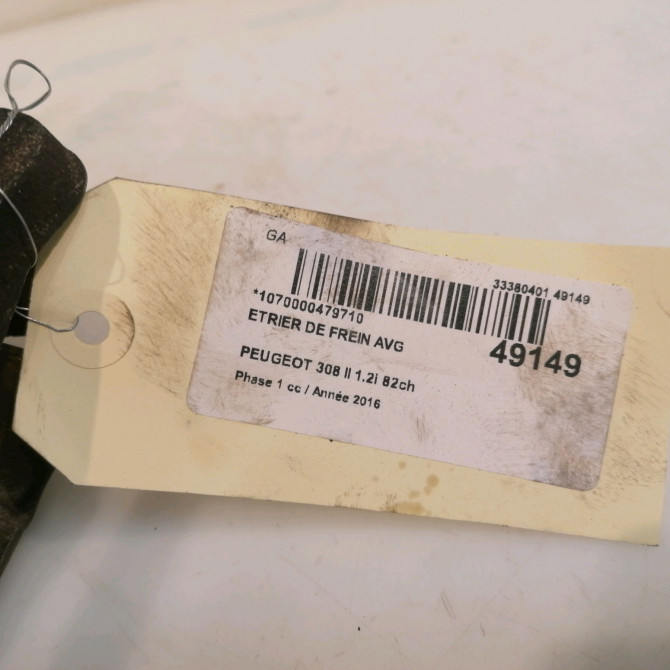 GA
33380401 49149
*1070000479710
ETRIER DE FREIN AVG
49149
PEUGEOT 308 II 1.2i 82ch
Phase 1 cc / Année 2016